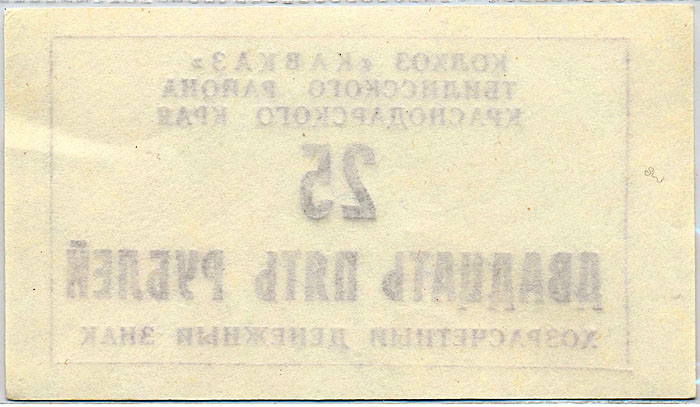 КОЛХОЗ «КАВКАЗ»
ТБИЛИССКОГО РАЙОНА
КРАСНОДАРСКОГО КРАЯ
25
ДВАДЦАТЬ ПЯТЬ РУБЛЕЙ
ХОЗРАСЧЕТНЫЙ ДЕНЕЖНЫЙ ЗНАК